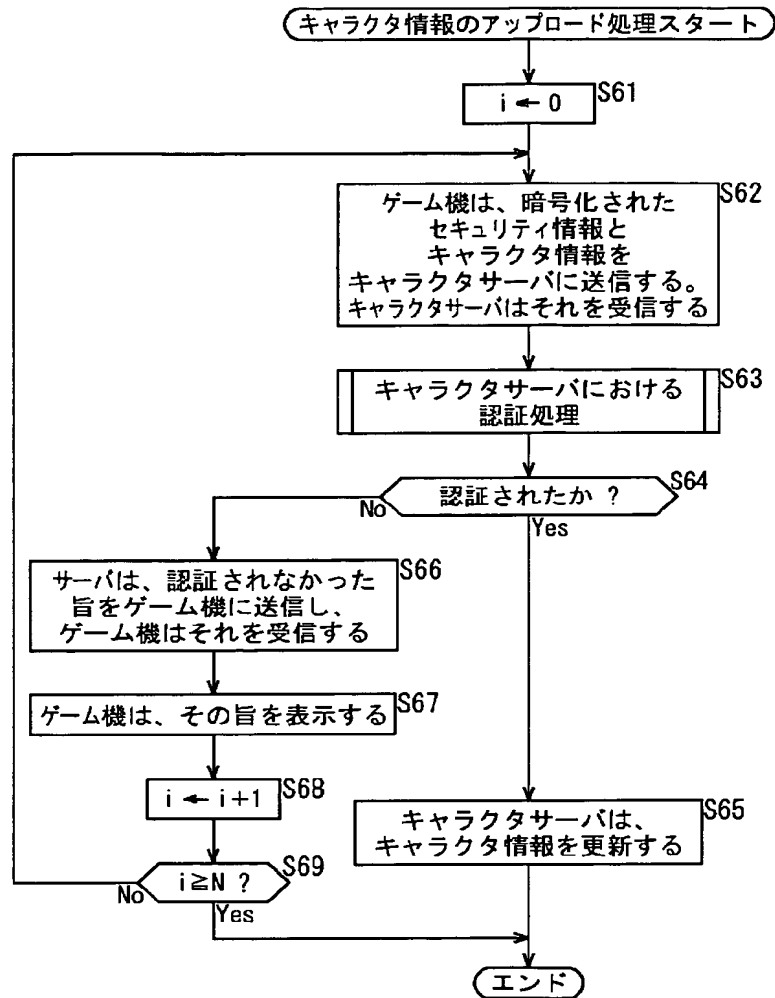 キャラクタ情報のアップロード処理スタート
i ← 0
S61
ゲーム機は、暗号化された
セキュリティ情報と
キャラクタ情報を
キャラクタサーバに送信する。
キャラクタサーバはそれを受信する
S62
キャラクタサーバにおける
認証処理
S63
認証されたか ?
S64
No
Yes
サーバは、認証されなかった
旨をゲーム機に送信し、
ゲーム機はそれを受信する
S66
ゲーム機は、その旨を表示する
S67
i ← i+1
S68
キャラクタサーバは、
キャラクタ情報を更新する
S65
i≧N ?
S69
No
Yes
エンド